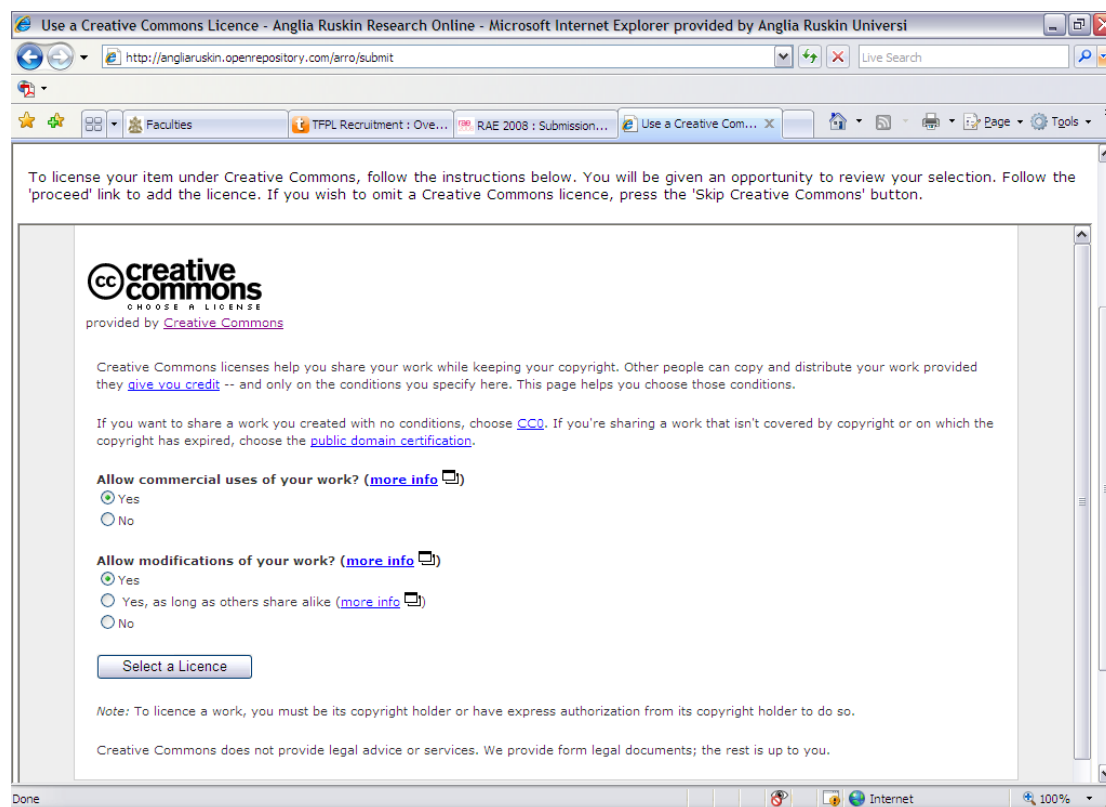 Use a Creative Commons Licence - Anglia Ruskin Research Online - Microsoft Internet Explorer provided by Anglia Ruskin Universi
http://angliaruskin.openrepository.com/arro/submit
Live Search
Faculties
TFPL Recruitment : Ove...
RAE 2008 : Submission...
Use a Creative Com...
Page
Tools
To license your item under Creative Commons, follow the instructions below. You will be given an opportunity to review your selection. Follow the
'proceed' link to add the licence. If you wish to omit a Creative Commons licence, press the 'Skip Creative Commons' button.
cc creative
commons
CHOOSE A LICENSE
provided by Creative Commons
Creative Commons licenses help you share your work while keeping your copyright. Other people can copy and distribute your work provided
they give you credit -- and only on the conditions you specify here. This page helps you choose those conditions.
If you want to share a work you created with no conditions, choose CC0. If you're sharing a work that isn't covered by copyright or on which the
copyright has expired, choose the public domain certification.
Allow commercial uses of your work? (more info)
Yes
No
Allow modifications of your work? (more info)
Yes
Yes, as long as others share alike (more info)
No
Select a Licence
Note: To licence a work, you must be its copyright holder or have express authorization from its copyright holder to do so.
Creative Commons does not provide legal advice or services. We provide form legal documents; the rest is up to you.
Done
Internet
100%